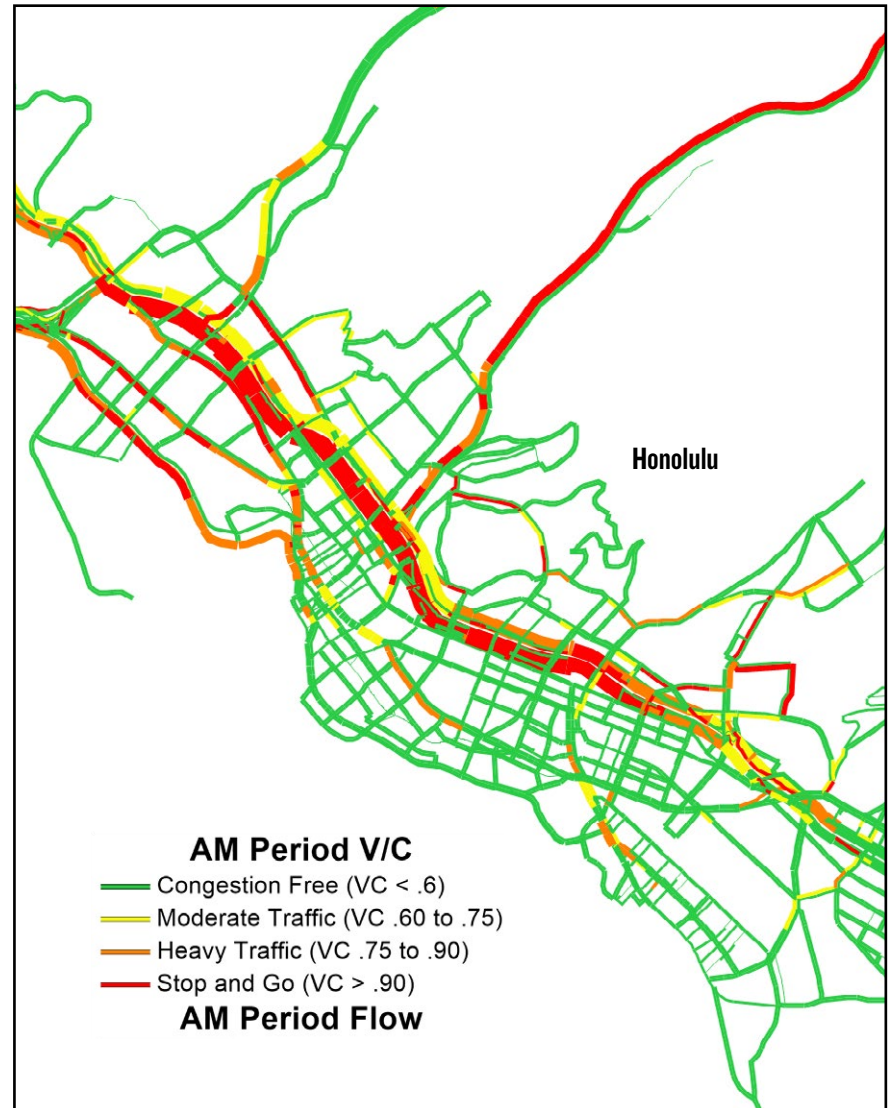 Honolulu
AM Period V/C
Congestion Free (VC < .6)
Moderate Traffic (VC .60 to .75)
Heavy Traffic (VC .75 to .90)
Stop and Go (VC > .90)
AM Period Flow